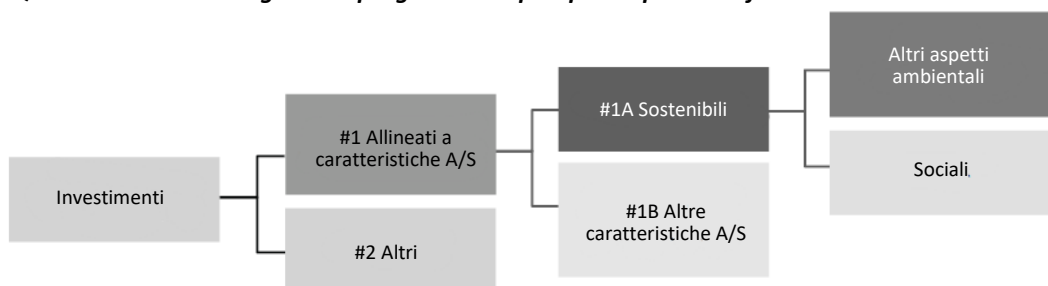 Altri aspetti
ambientali
#1A Sostenibili
#1 Allineati a
caratteristiche A/S
Sociali
Investimenti
#1B Altre
caratteristiche A/S
#2 Altri